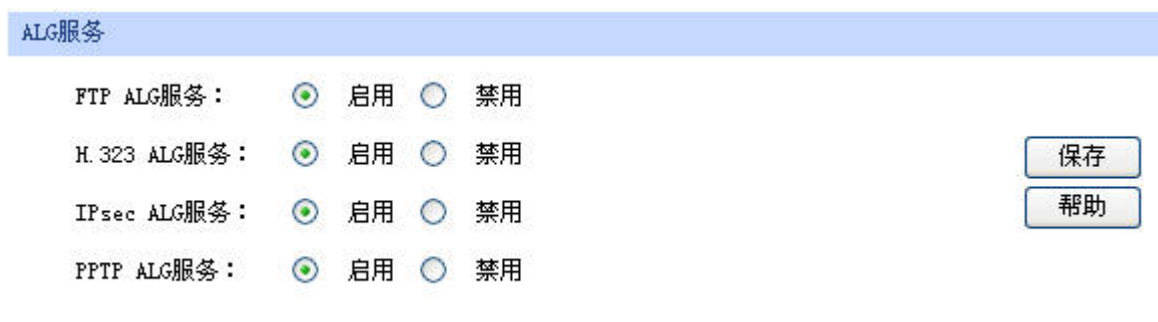 ALG服务
FTP ALG服务： 启用 禁用
H.323 ALG服务： 启用 禁用
保存
IPsec ALG服务： 启用 禁用
帮助
PPTP ALG服务： 启用 禁用